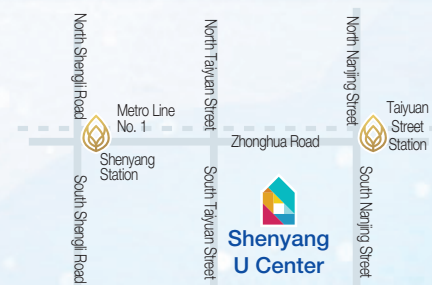 North Shengli Road
North Taiyuan Street
North Nanjing Street
Metro Line
No. 1
Taiyuan
Street
Station
Zhonghua Road
Shenyang
Station
South Shengli Road
South Taiyuan Street
South Nanjing Street
Shenyang
U Center